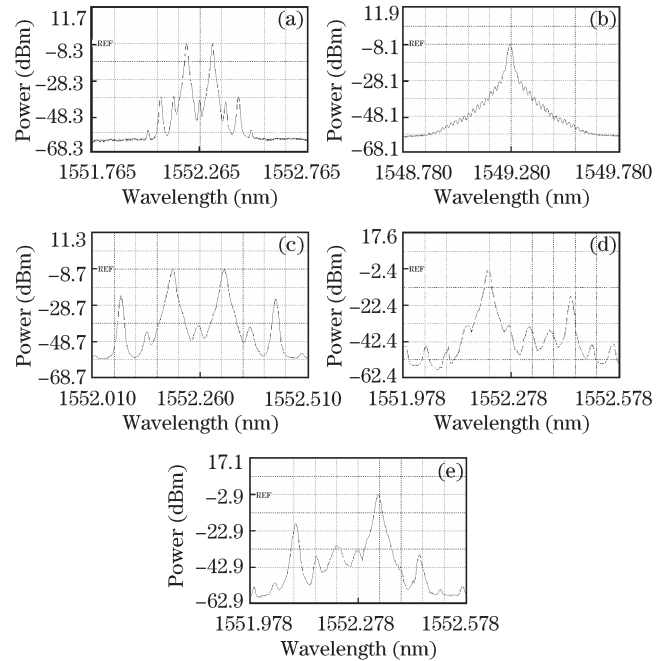 (a)
Power (dBm)
11.7
−8.3
−28.3
−48.3
−68.3
REF
1551.765 1552.265 1552.765
Wavelength (nm)
(b)
Power (dBm)
11.9
−8.1
−28.1
−48.1
−68.1
REF
1548.780 1549.280 1549.780
Wavelength (nm)
(c)
Power (dBm)
11.3
−8.7
−28.7
−48.7
−68.7
REF
1552.010 1552.260 1552.510
Wavelength (nm)
(d)
Power (dBm)
17.6
−2.4
−22.4
−42.4
−62.4
REF
1551.978 1552.278 1552.578
Wavelength (nm)
(e)
Power (dBm)
17.1
−2.9
−22.9
−42.9
−62.9
REF
1551.978 1552.278 1552.578
Wavelength (nm)